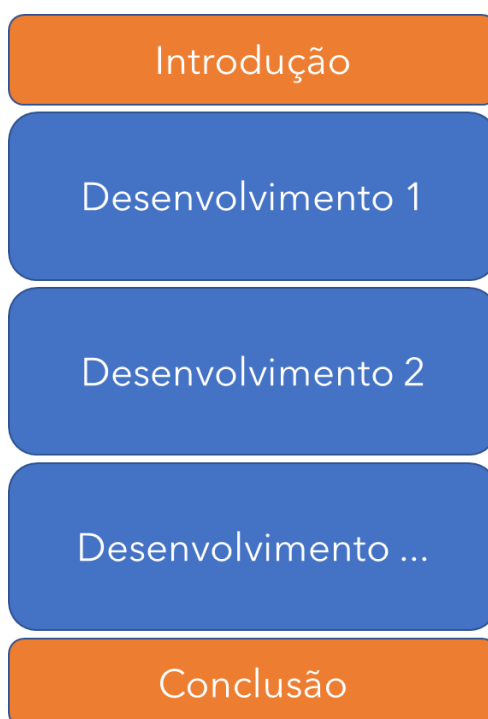 Introdução
Desenvolvimento 1
Desenvolvimento 2
Desenvolvimento ...
Conclusão